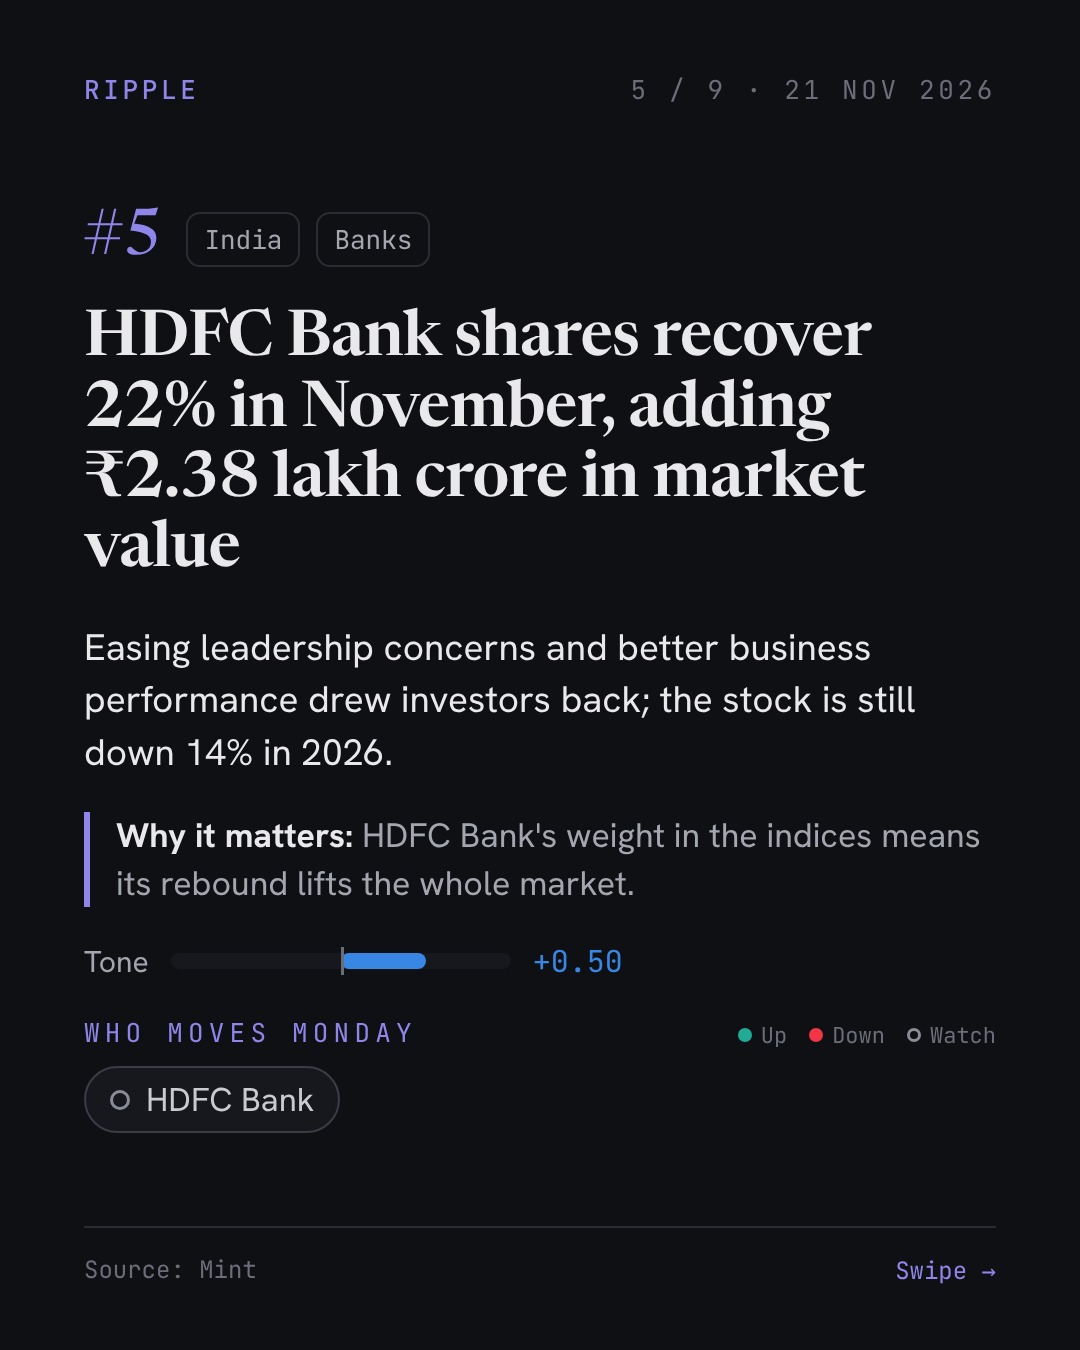 RIPPLE
5 / 9 · 21 NOV 2026
#5 India Banks
HDFC Bank shares recover
22% in November, adding
₹2.38 lakh crore in market
value
Easing leadership concerns and better business
performance drew investors back; the stock is still
down 14% in 2026.
Why it matters: HDFC Bank's weight in the indices means
its rebound lifts the whole market.
Tone +0.50
WHO MOVES MONDAY
Up Down Watch
HDFC Bank
Source: Mint
Swipe →